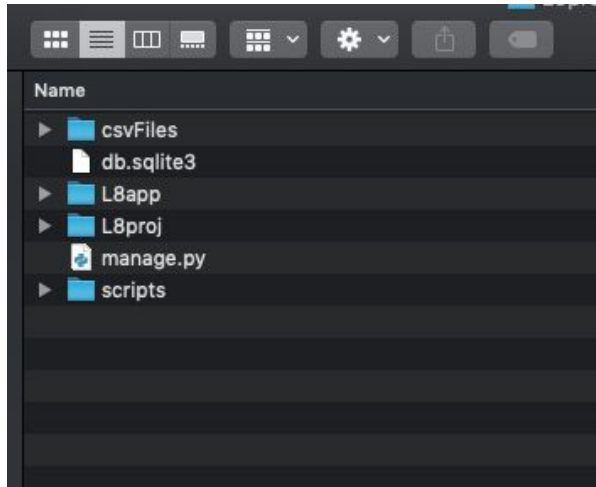 Name
csvFiles
db.sqlite3
L8app
L8proj
manage.py
scripts